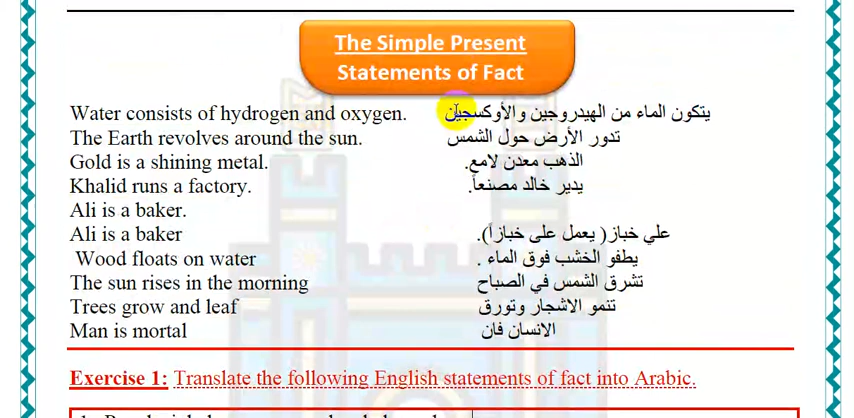 The Simple Present
Statements of Fact
Water consists of hydrogen and oxygen. يتكون الماء من الهيدروجين والأوكسجين
The Earth revolves around the sun. تدور الأرض حول الشمس
Gold is a shining metal. الذهب معدن لامع.
Khalid runs a factory. يدير خالد مصنعاً.
Ali is a baker.
Ali is a baker علي خباز( يعمل على خبازاً).
Wood floats on water يطفو الخشب فوق الماء .
The sun rises in the morning تشرق الشمس في الصباح
Trees grow and leaf تتنمو الاشجار وتورق
Man is mortal الانسان فان
Exercise 1: Translate the following English statements of fact into Arabic.